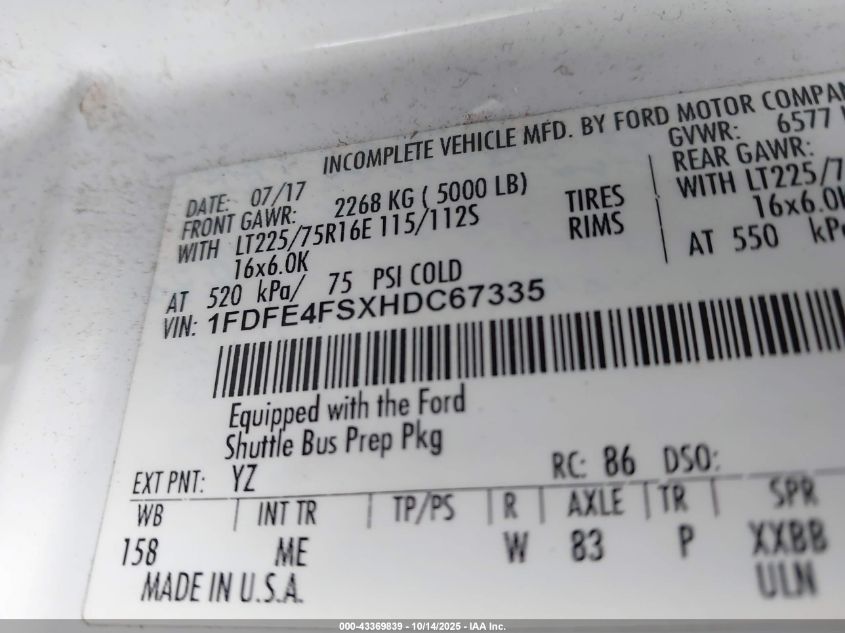 INCOMPLETE VEHICLE MFD. BY FORD MOTOR
DATE: 07/17 GVWR: 6577
FRONT GAWR: 2268 KG ( 5000 LB) REAR GAWR:
WITH LT225/75R16E 115/112S TIRES WITH LT225/
16x6.0K RIMS 16x6.0
AT 520 kPa/ 75 PSI COLD AT 550
VIN: 1FDFE4FSXHDC67335
Equipped with the Ford
Shuttle Bus Prep Pkg
EXT PNT: YZ RC: 86 DSO:
WB INT TR TP/PS R AXLE TR SPR
158 ME W 83 P XXBB
MADE IN U.S.A. ULN
000-43369839 - 10/14/2025 - IAA Inc.